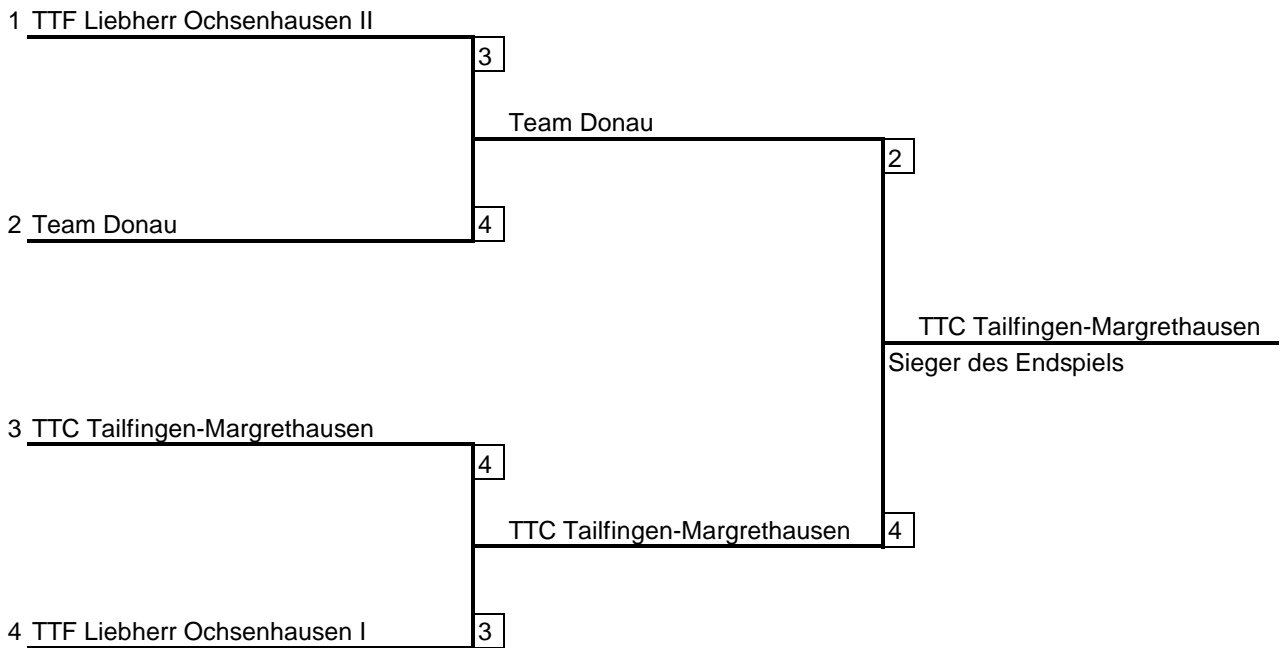 1 TTF Liebherr Ochsenhausen II
3
Team Donau
2
2 Team Donau
4
TTC Tailfingen-Margrethausen
Sieger des Endspiels
3 TTC Tailfingen-Margrethausen
4
TTC Tailfingen-Margrethausen
4
4 TTF Liebherr Ochsenhausen I
3